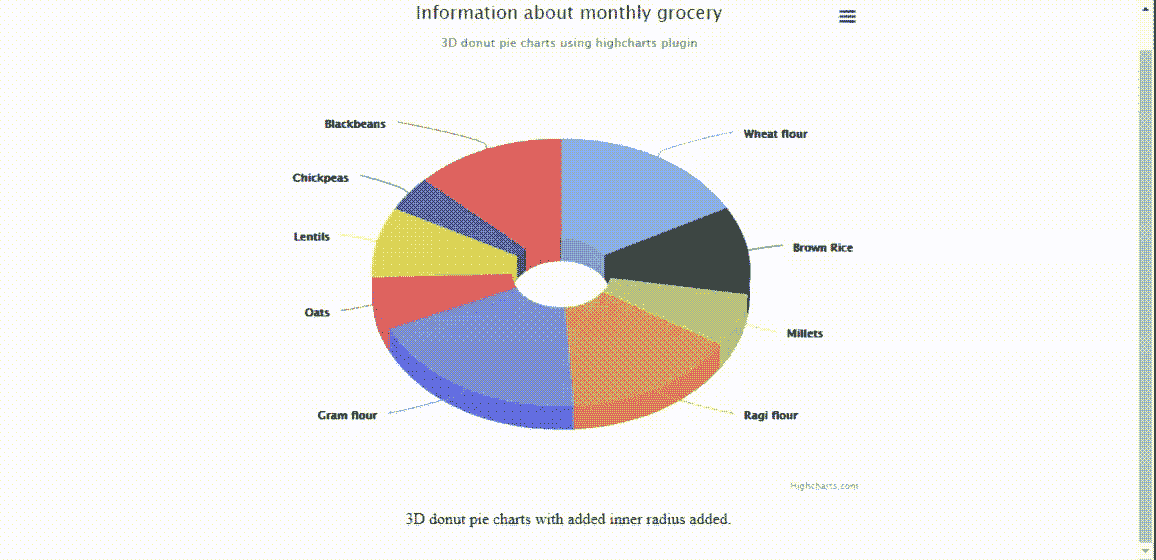 Information about monthly grocery
3D donut pie charts using highcharts plugin
Blackbeans
Wheat flour
Chickpeas
Lentils
Brown Rice
Oats
Millets
Gram flour
Ragi flour
Highcharts.com
3D donut pie charts with added inner radius added.